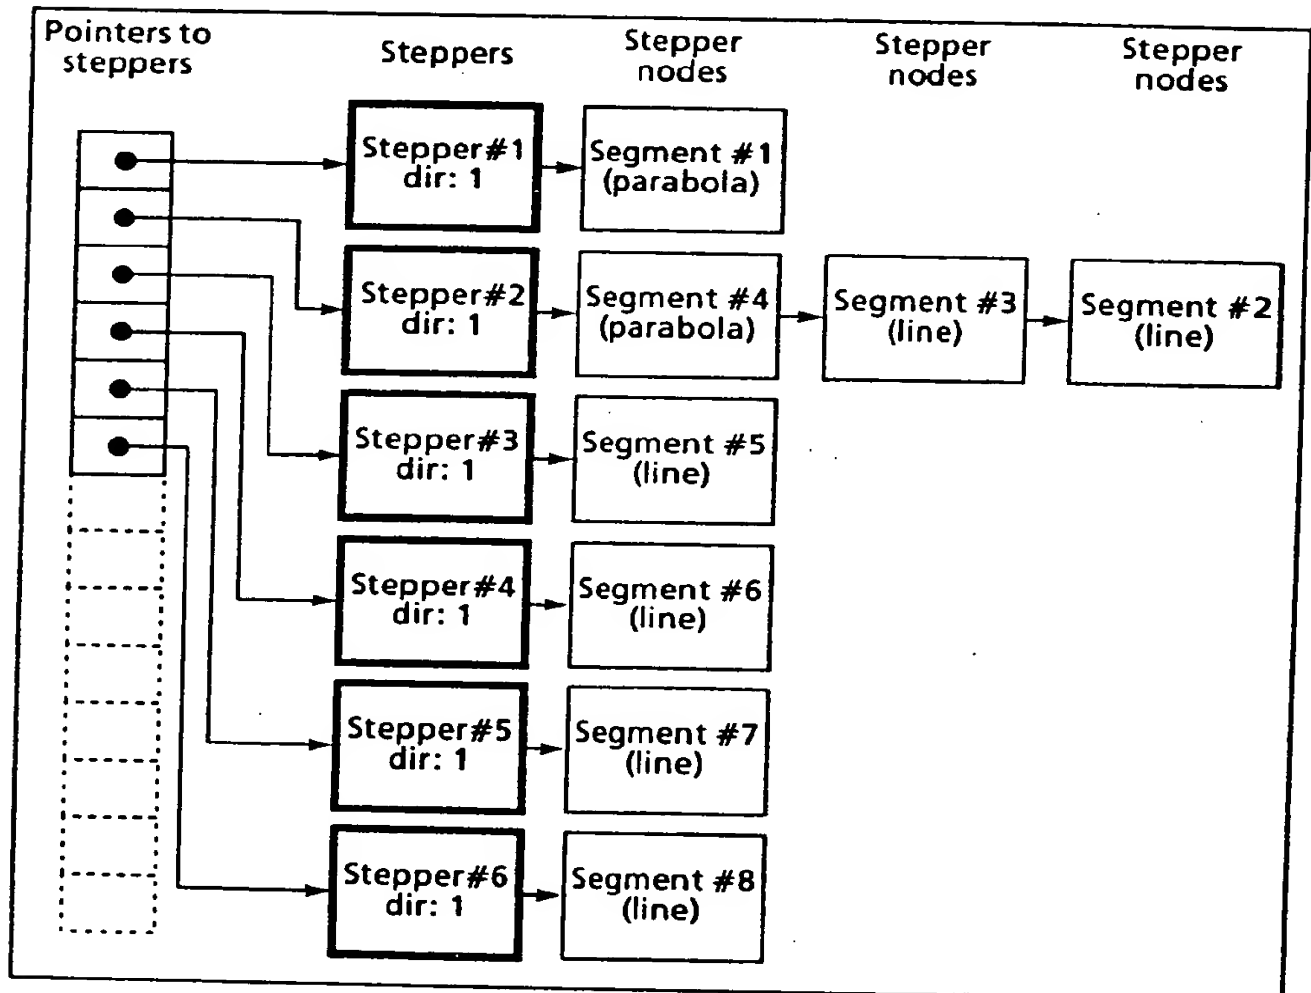 Pointers to
steppers
Steppers
Stepper
nodes
Stepper
nodes
Stepper
nodes
Stepper#1
dir: 1
Segment #1
(parabola)
Stepper#2
dir: 1
Segment #4
(parabola)
Segment #3
(line)
Segment #2
(line)
Stepper#3
dir: 1
Segment #5
(line)
Stepper#4
dir: 1
Segment #6
(line)
Stepper#5
dir: 1
Segment #7
(line)
Stepper#6
dir: 1
Segment #8
(line)